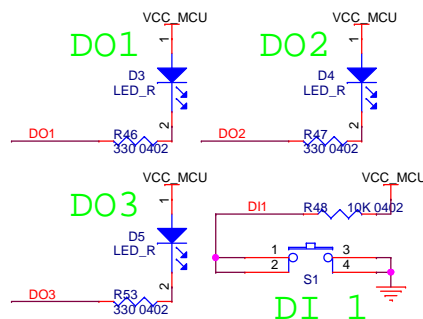 VCC_MCU
VCC_MCU
DO1
DO2
1
1
D3
LED_R
D4
LED_R
2
2
DO1
R46
330 0402
DO2
R47
330 0402
VCC_MCU
VCC_MCU
DO3
1
DI1
R48
10K 0402
D5
LED_R
1
2
3
4
S1
2
DO3
R53
330 0402
DI 1